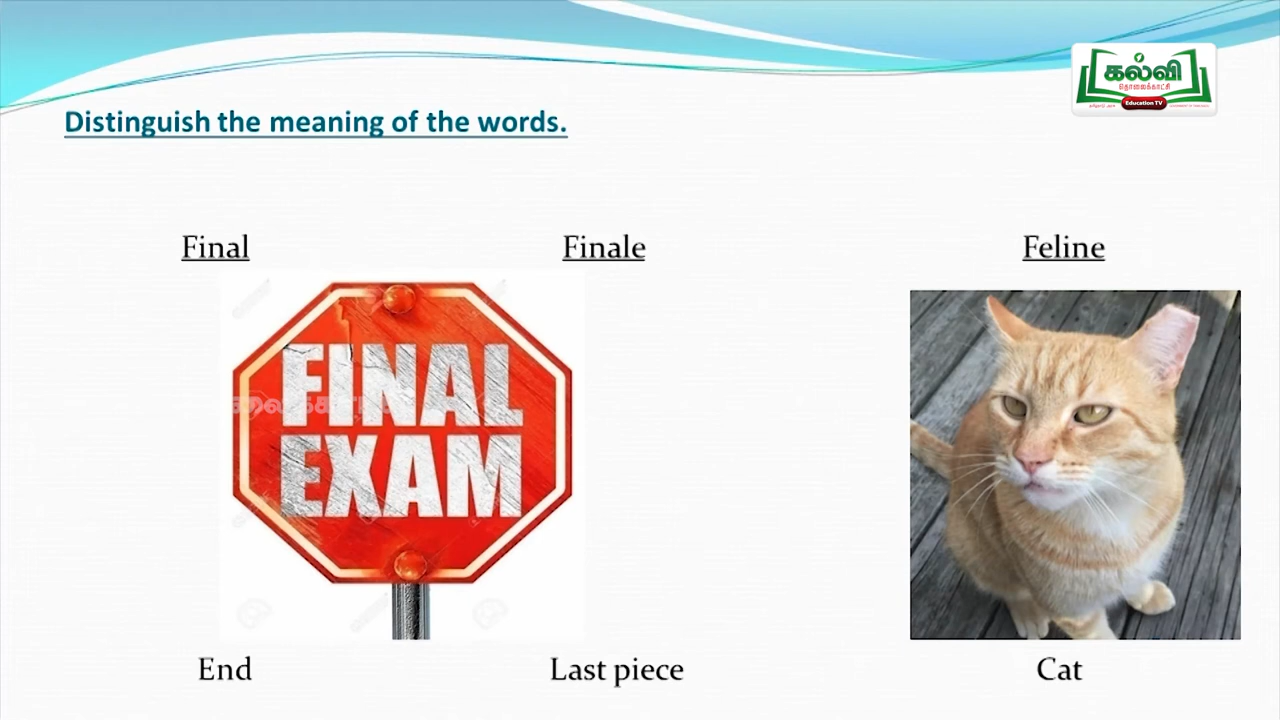 கல்வி
தொலைக்காட்சி
Education TV
Distinguish the meaning of the words.
Final Finale Feline
FINAL
EXAM
End Last piece Cat